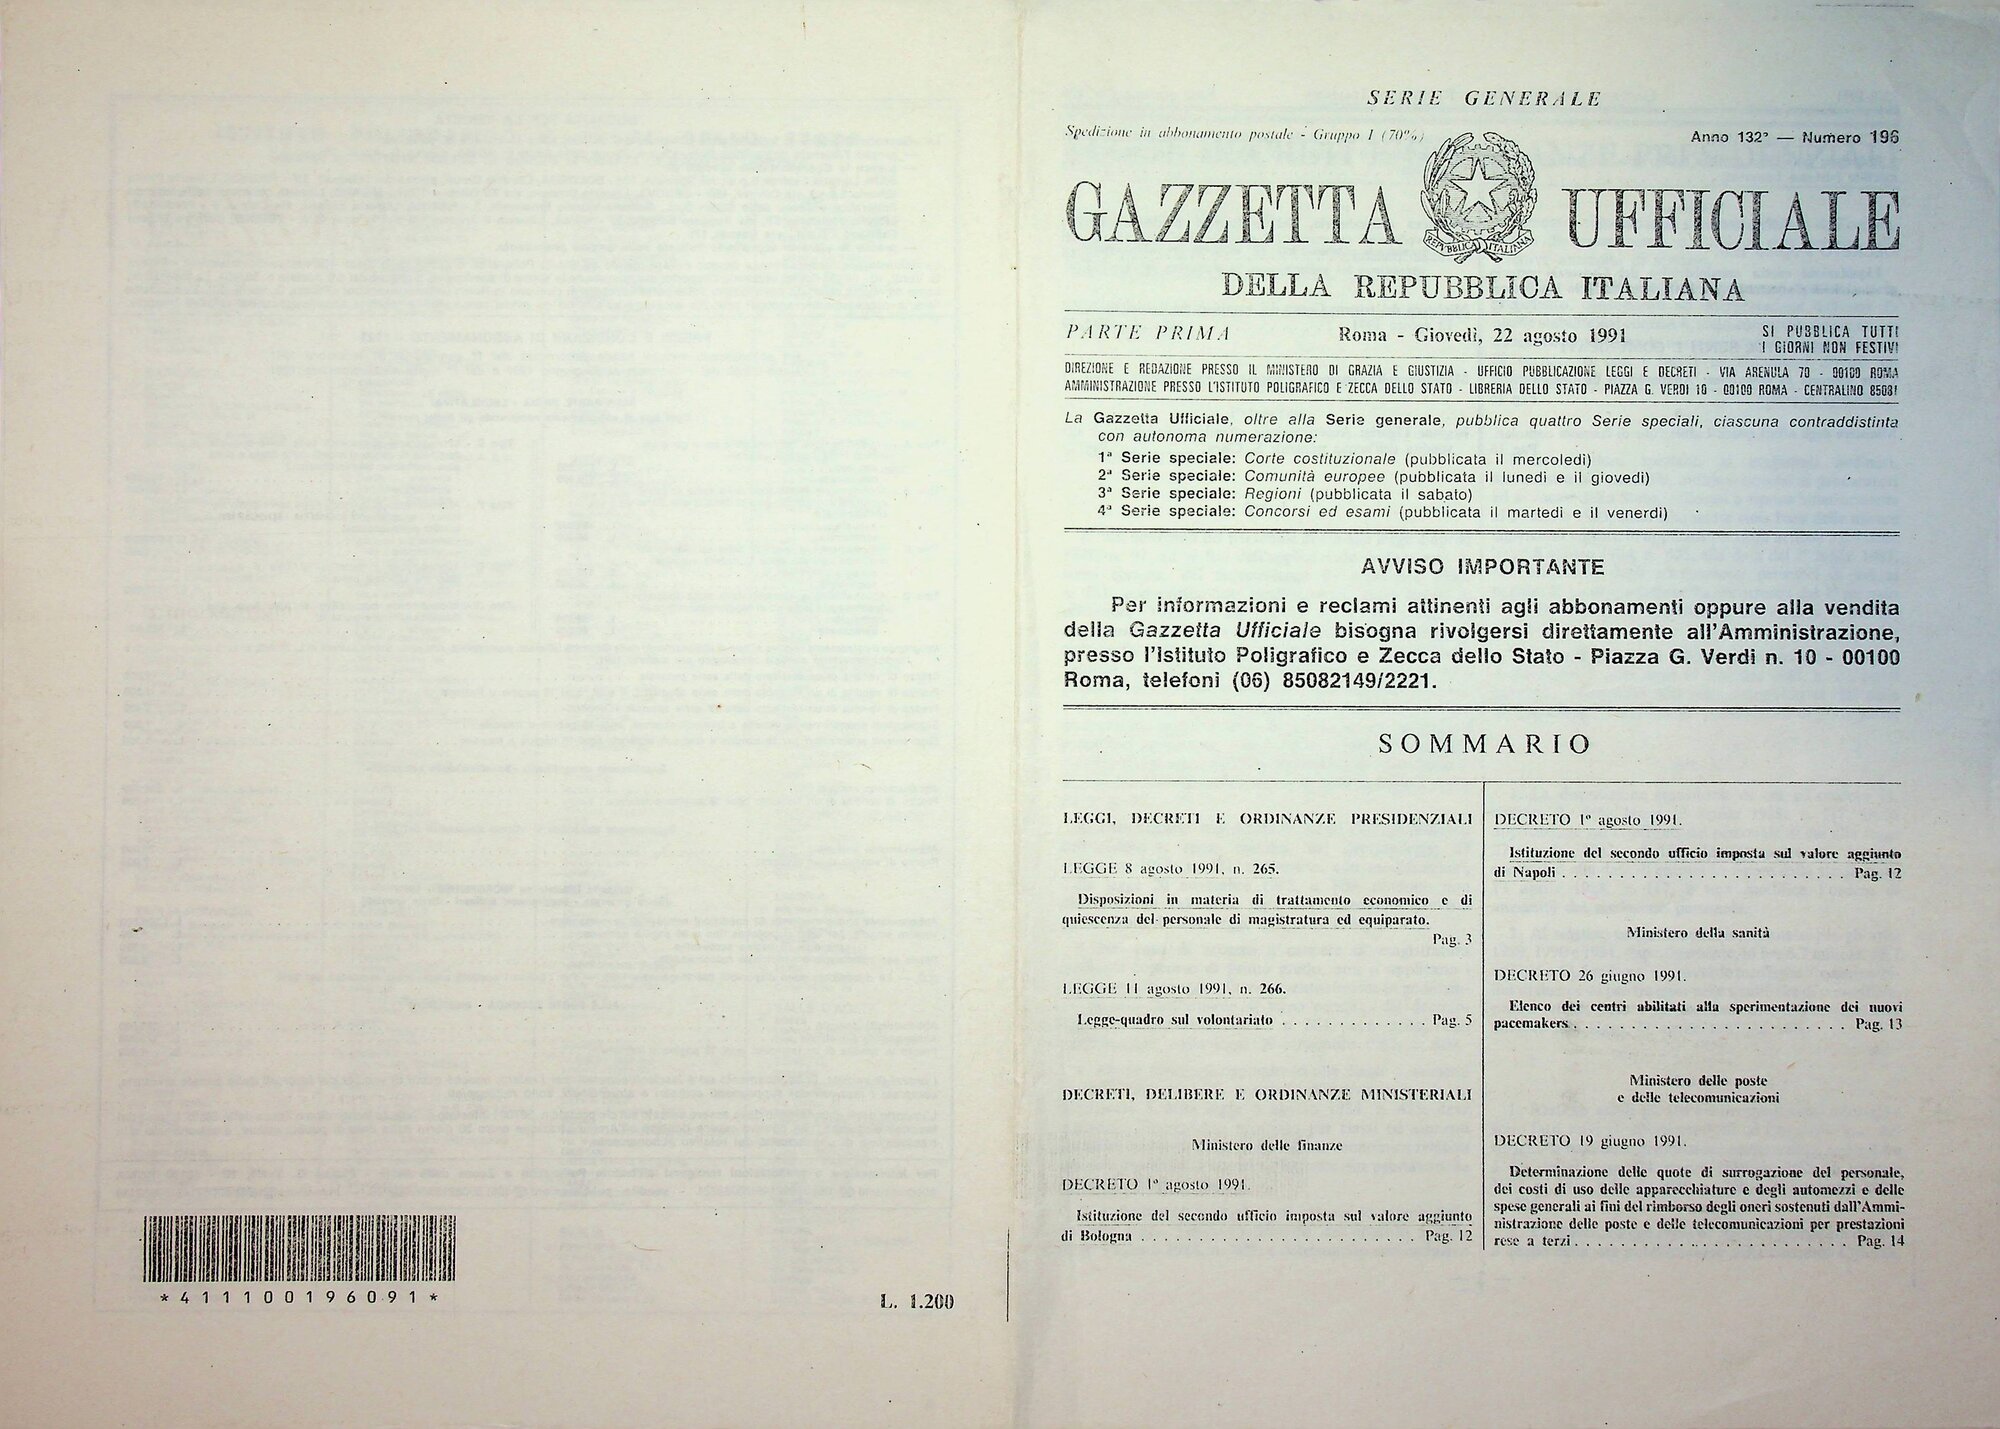 *411100196091*
L. 1.200
SERIE GENERALE
Spedizione in abbonamento postale - Gruppo I (70%)
Anno 132° — Numero 196
GAZZETTA UFFICIALE
REPVBBLICA ITALIANA
DELLA REPUBBLICA ITALIANA
PARTE PRIMA
Roma - Giovedì, 22 agosto 1991
SI PUBBLICA TUTTI
I GIORNI NON FESTIVI
DIREZIONE E REDAZIONE PRESSO IL MINISTERO DI GRAZIA E GIUSTIZIA - UFFICIO PUBBLICAZIONE LEGGI E DECRETI - VIA ARENULA 70 - 00100 ROMA
AMMINISTRAZIONE PRESSO L'ISTITUTO POLIGRAFICO E ZECCA DELLO STATO - LIBRERIA DELLO STATO - PIAZZA G. VERDI 10 - 00100 ROMA - CENTRALINO 85081
La Gazzetta Ufficiale, oltre alla Serie generale, pubblica quattro Serie speciali, ciascuna contraddistinta
con autonoma numerazione:
1ª Serie speciale: Corte costituzionale (pubblicata il mercoledì)
2ª Serie speciale: Comunità europee (pubblicata il lunedì e il giovedì)
3ª Serie speciale: Regioni (pubblicata il sabato)
4ª Serie speciale: Concorsi ed esami (pubblicata il martedì e il venerdì)
AVVISO IMPORTANTE
Per informazioni e reclami attinenti agli abbonamenti oppure alla vendita
della Gazzetta Ufficiale bisogna rivolgersi direttamente all'Amministrazione,
presso l'Istituto Poligrafico e Zecca dello Stato - Piazza G. Verdi n. 10 - 00100
Roma, telefoni (06) 85082149/2221.
SOMMARIO
LEGGI, DECRETI E ORDINANZE PRESIDENZIALI
LEGGE 8 agosto 1991, n. 265.
Disposizioni in materia di trattamento economico e di
quiescenza del personale di magistratura ed equiparato.
Pag. 3
LEGGE 11 agosto 1991, n. 266.
Legge-quadro sul volontariato . . . . . . . . . . . . . Pag. 5
DECRETI, DELIBERE E ORDINANZE MINISTERIALI
Ministero delle finanze
DECRETO 1° agosto 1991.
Istituzione del secondo ufficio imposta sul valore aggiunto
di Bologna . . . . . . . . . . . . . . . . . . . . . . . . Pag. 12
DECRETO 1° agosto 1991.
Istituzione del secondo ufficio imposta sul valore aggiunto
di Napoli . . . . . . . . . . . . . . . . . . . . . . . . Pag. 12
Ministero della sanità
DECRETO 26 giugno 1991.
Elenco dei centri abilitati alla sperimentazione dei nuovi
pacemakers . . . . . . . . . . . . . . . . . . . . . . . Pag. 13
Ministero delle poste
e delle telecomunicazioni
DECRETO 19 giugno 1991.
Determinazione delle quote di surrogazione del personale,
dei costi di uso delle apparecchiature e degli automezzi e delle
spese generali ai fini del rimborso degli oneri sostenuti dall'Ammi-
nistrazione delle poste e delle telecomunicazioni per prestazioni
rese a terzi . . . . . . . . . . . . . . . . . . . . . . . Pag. 14